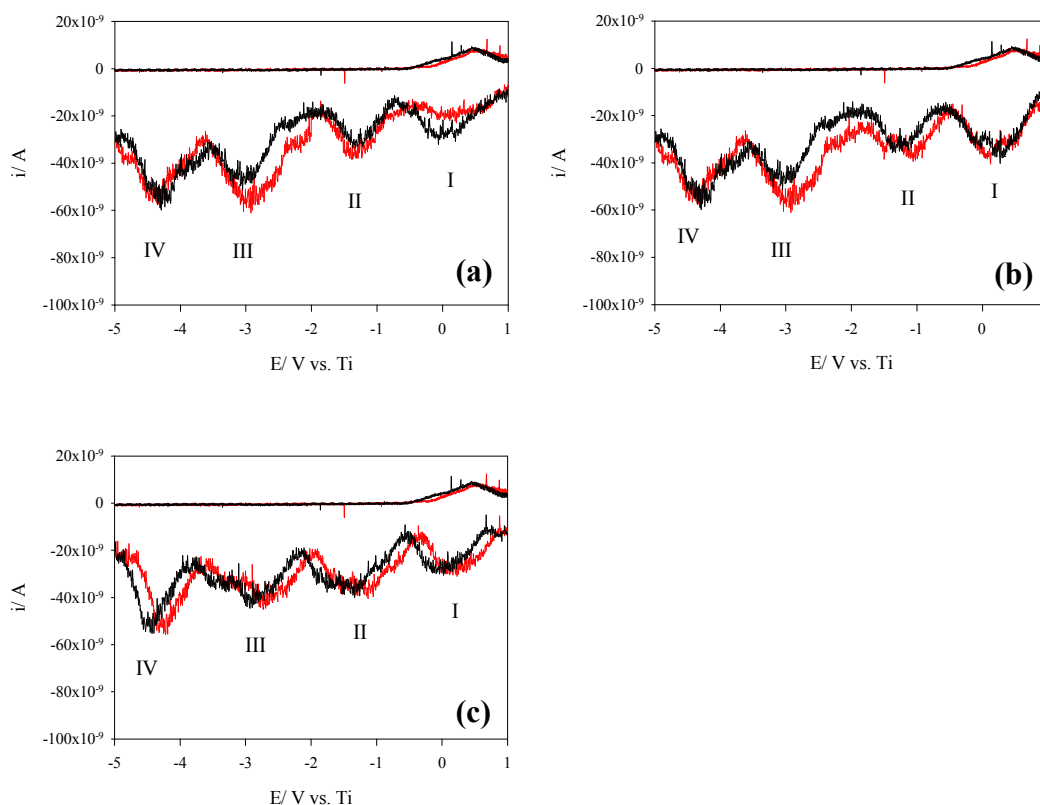 20x10-9
0
-20x10-9
-40x10-9
-60x10-9
-80x10-9
-100x10-9
i/ A
IV
III
II
I
(a)
-5 -4 -3 -2 -1 0 1
E/ V vs. Ti
20x10-9
0
-20x10-9
-40x10-9
-60x10-9
-80x10-9
-100x10-9
i/ A
IV
III
II
I
(b)
-5 -4 -3 -2 -1 0
E/ V vs. Ti
20x10-9
0
-20x10-9
-40x10-9
-60x10-9
-80x10-9
-100x10-9
i/ A
IV
III
II
I
(c)
-5 -4 -3 -2 -1 0 1
E/ V vs. Ti